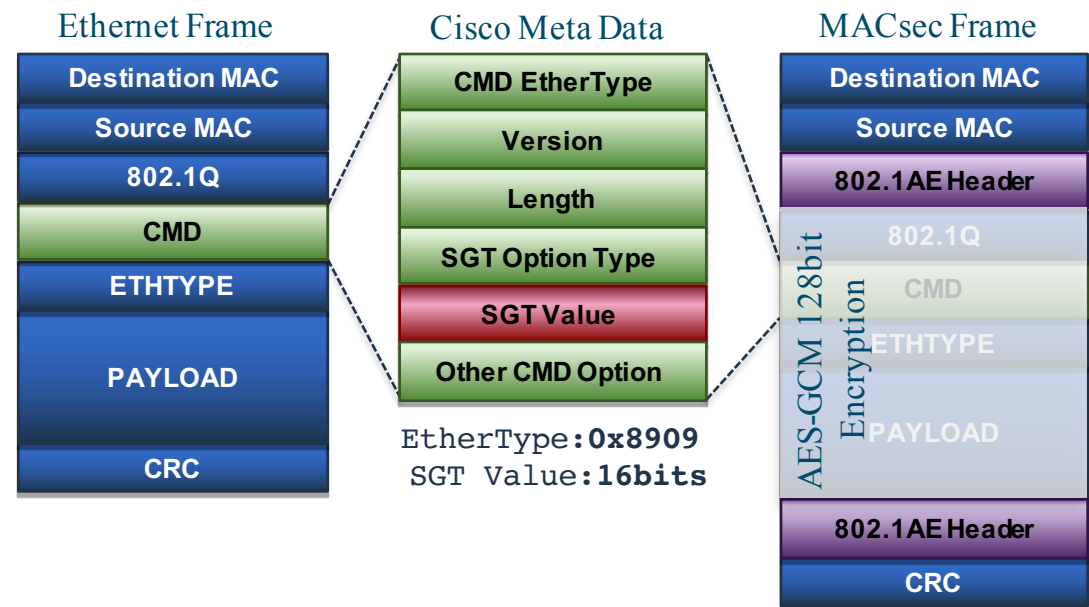 Ethernet Frame
Destination MAC
Source MAC
802.1Q
CMD
ETHTYPE
PAYLOAD
CRC
Cisco Meta Data
CMD EtherType
Version
Length
SGT Option Type
SGT Value
Other CMD Option
EtherType:0x8909
SGT Value:16bits
MACsec Frame
Destination MAC
Source MAC
802.1AE Header
802.1Q
CMD
ETHTYPE
PAYLOAD
AES-GCM 128bit
Encryption
802.1AE Header
CRC